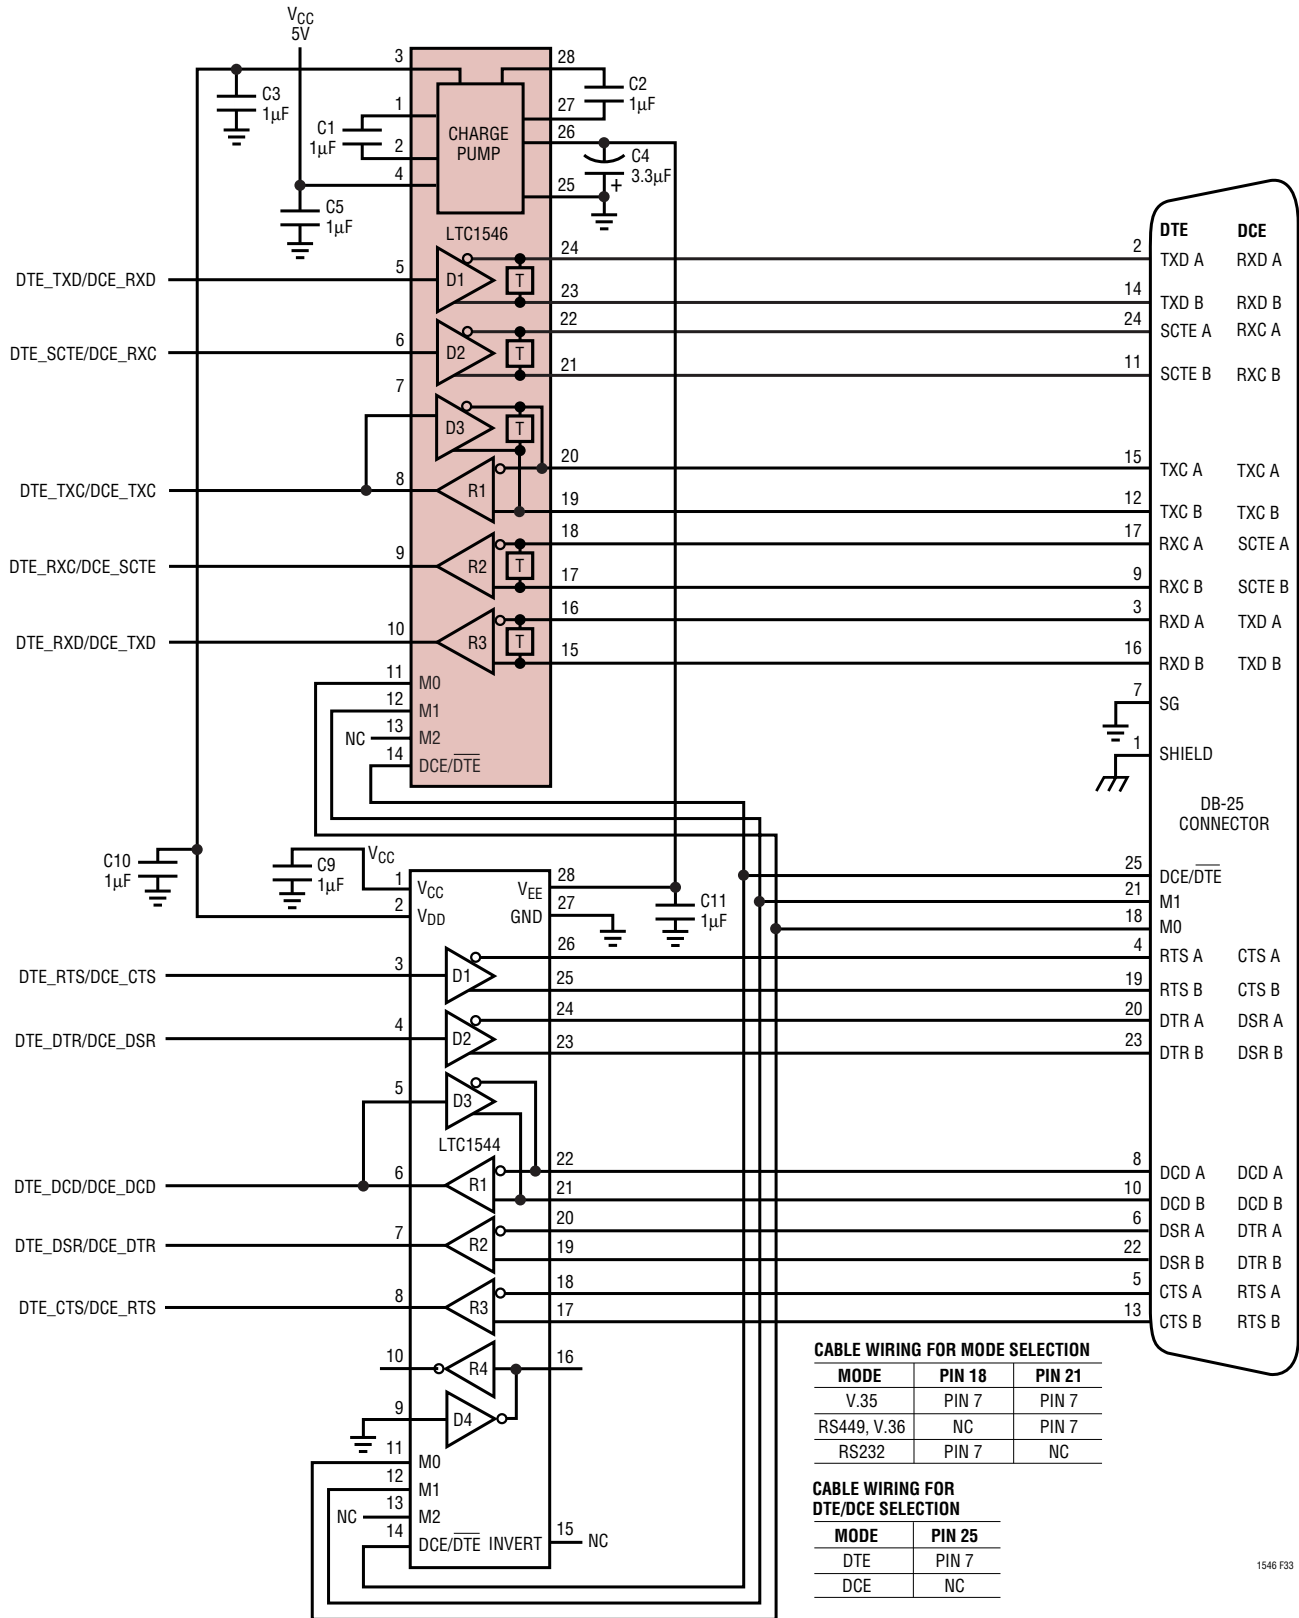 VCC
5V
3
28
C3
1µF
C2
1µF
1
27
C1
1µF
CHARGE
PUMP
26
2
C4
3.3µF
+
4
25
C5
1µF
LTC1546
DTE DCE
DTE_TXD/DCE_RXD
5
D1
T
24
2
TXD A RXD A
23
14
TXD B RXD B
DTE_SCTE/DCE_RXC
6
D2
T
22
24
SCTE A RXC A
21
11
SCTE B RXC B
7
D3
T
20
15
TXC A TXC A
DTE_TXC/DCE_TXC
8
R1
19
12
TXC B TXC B
DTE_RXC/DCE_SCTE
9
R2
T
18
17
RXC A SCTE A
17
9
RXC B SCTE B
DTE_RXD/DCE_TXD
10
R3
T
16
3
RXD A TXD A
15
16
RXD B TXD B
11
M0
12
M1
NC
13
M2
14
DCE/DTE
7
SG
1
SHIELD
DB-25
CONNECTOR
C10
1µF
C9
1µF
VCC
1
VCC
2
VDD
VEE
28
GND
27
C11
1µF
25
DCE/DTE
21
M1
18
M0
DTE_RTS/DCE_CTS
3
D1
26
4
RTS A CTS A
25
19
RTS B CTS B
DTE_DTR/DCE_DSR
4
D2
24
20
DTR A DSR A
23
23
DTR B DSR B
5
D3
LTC1544
DTE_DCD/DCE_DCD
6
R1
22
8
DCD A DCD A
21
10
DCD B DCD B
DTE_DSR/DCE_DTR
7
R2
20
6
DSR A DTR A
19
22
DSR B DTR B
DTE_CTS/DCE_RTS
8
R3
18
5
CTS A RTS A
17
13
CTS B RTS B
10
R4
16
9
D4
11
M0
12
M1
NC
13
M2
14
DCE/DTE
INVERT
15
NC
CABLE WIRING FOR MODE SELECTION
MODE PIN 18 PIN 21
V.35 PIN 7 PIN 7
RS449, V.36 NC PIN 7
RS232 PIN 7 NC
CABLE WIRING FOR
DTE/DCE SELECTION
MODE PIN 25
DTE PIN 7
DCE NC
1546 F33